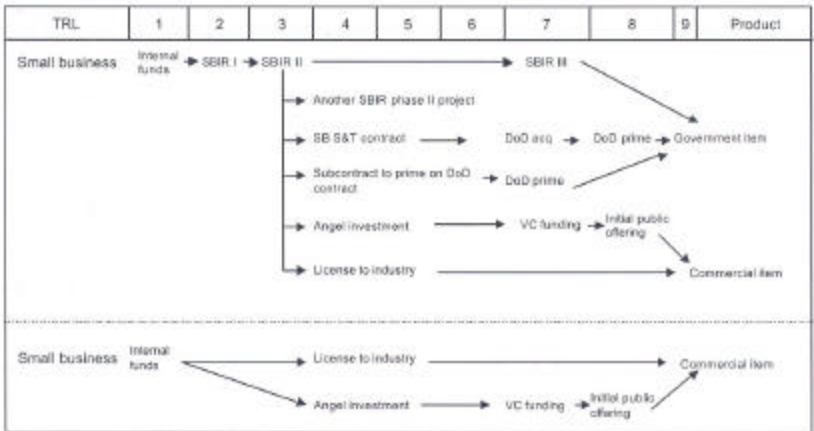 TRL 1 2 3 4 5 6 7 8 9 Product
Small business Internal funds SBIR I SBIR II SBIR III
Another SBIR phase II project
SB S&T contract DoD acq DoD prime Government item
Subcontract to prime on DoD
contract
DoD prime
Angel investment VC funding Initial public
offering
License to industry Commercial item
Small business Internal
funds
License to industry Commercial item
Angel investment VC funding Initial public
offering